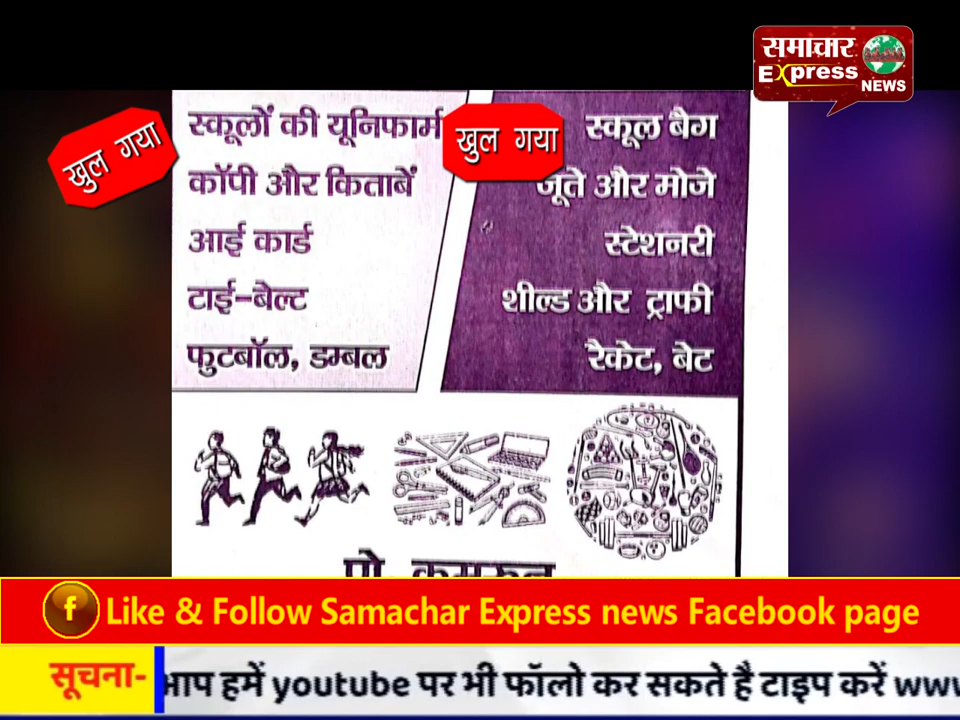 समाचार
Express
NEWS
खुल गया
स्कूलों की यूनिफार्म
कॉपी और किताबें
आई कार्ड
टाई-बेल्ट
फुटबॉल, डम्बल
खुल गया
स्कूल बैग
जूते और मोजे
स्टेशनरी
शील्ड और ट्राफी
रैकेट, बेट
प्रो.
f Like & Follow Samachar Express news Facebook page
सूचना- आप हमें youtube पर भी फॉलो कर सकते है टाइप करें www